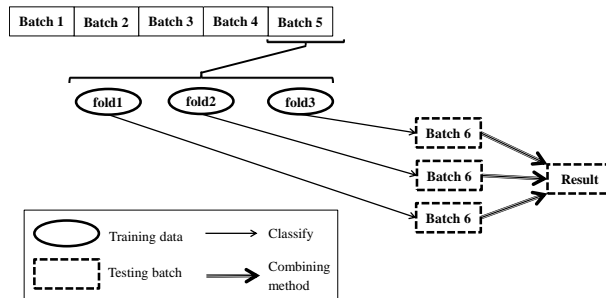 Batch 1 Batch 2 Batch 3 Batch 4 Batch 5
fold1 fold2 fold3
Batch 6
Batch 6
Result
Batch 6
Training data
Classify
Testing batch
Combining
method